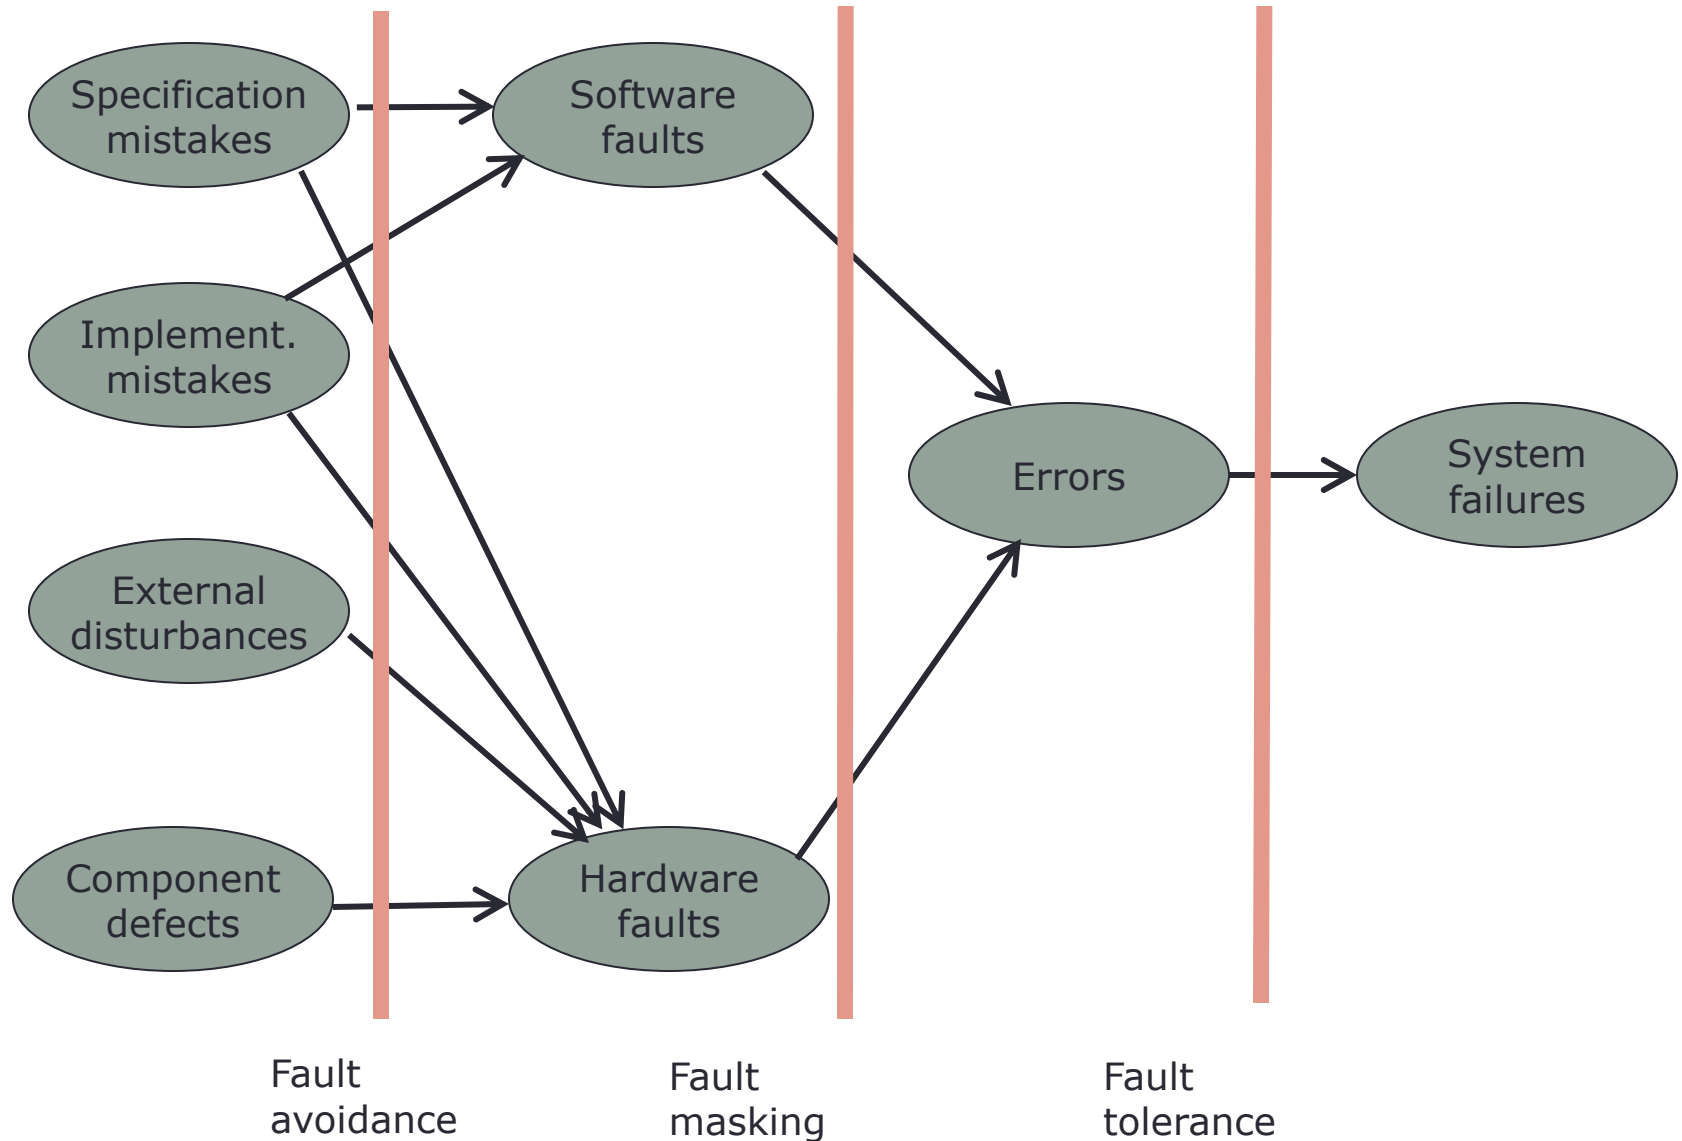 Specification
mistakes
Software
faults
Implement.
mistakes
External
disturbances
Component
defects
Hardware
faults
Errors
System
failures
Fault
avoidance
Fault
masking
Fault
tolerance